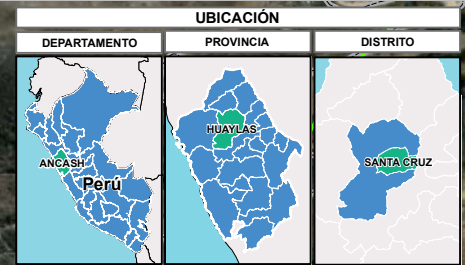 UBICACIÓN
DEPARTAMENTO
PROVINCIA
DISTRITO
ANCASH
Perú
HUAYLAS
SANTA CRUZ